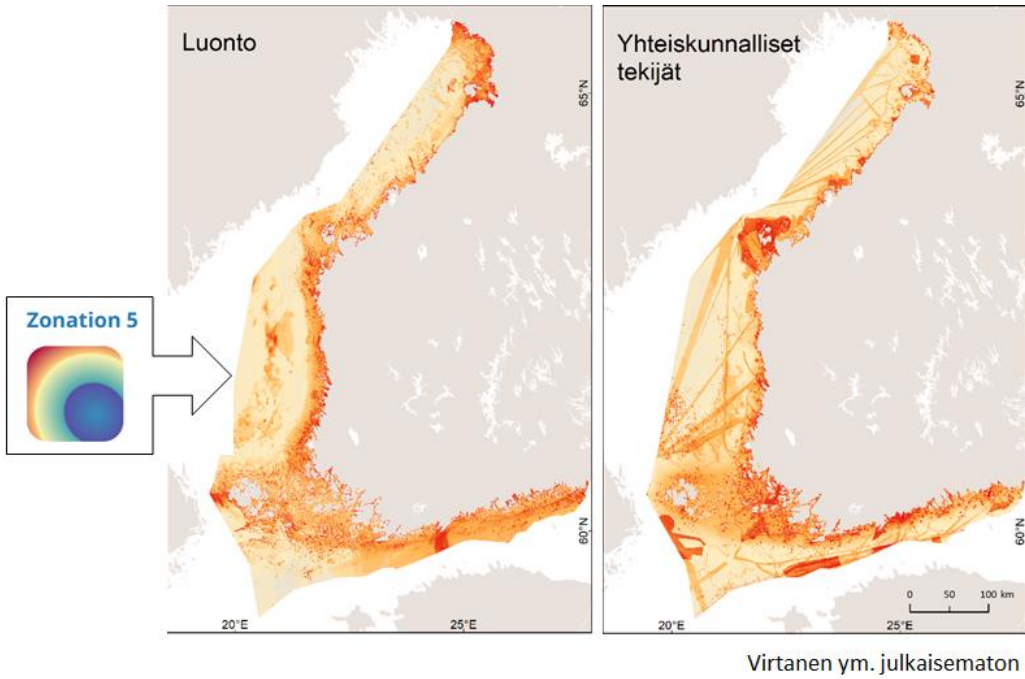 Luonto
Yhteiskunnalliset
tekijät
65°N
65°N
Zonation 5
60°N
60°N
0 50 100 km
20°E
25°E
20°E
25°E
Virtanen ym. julkaisematon